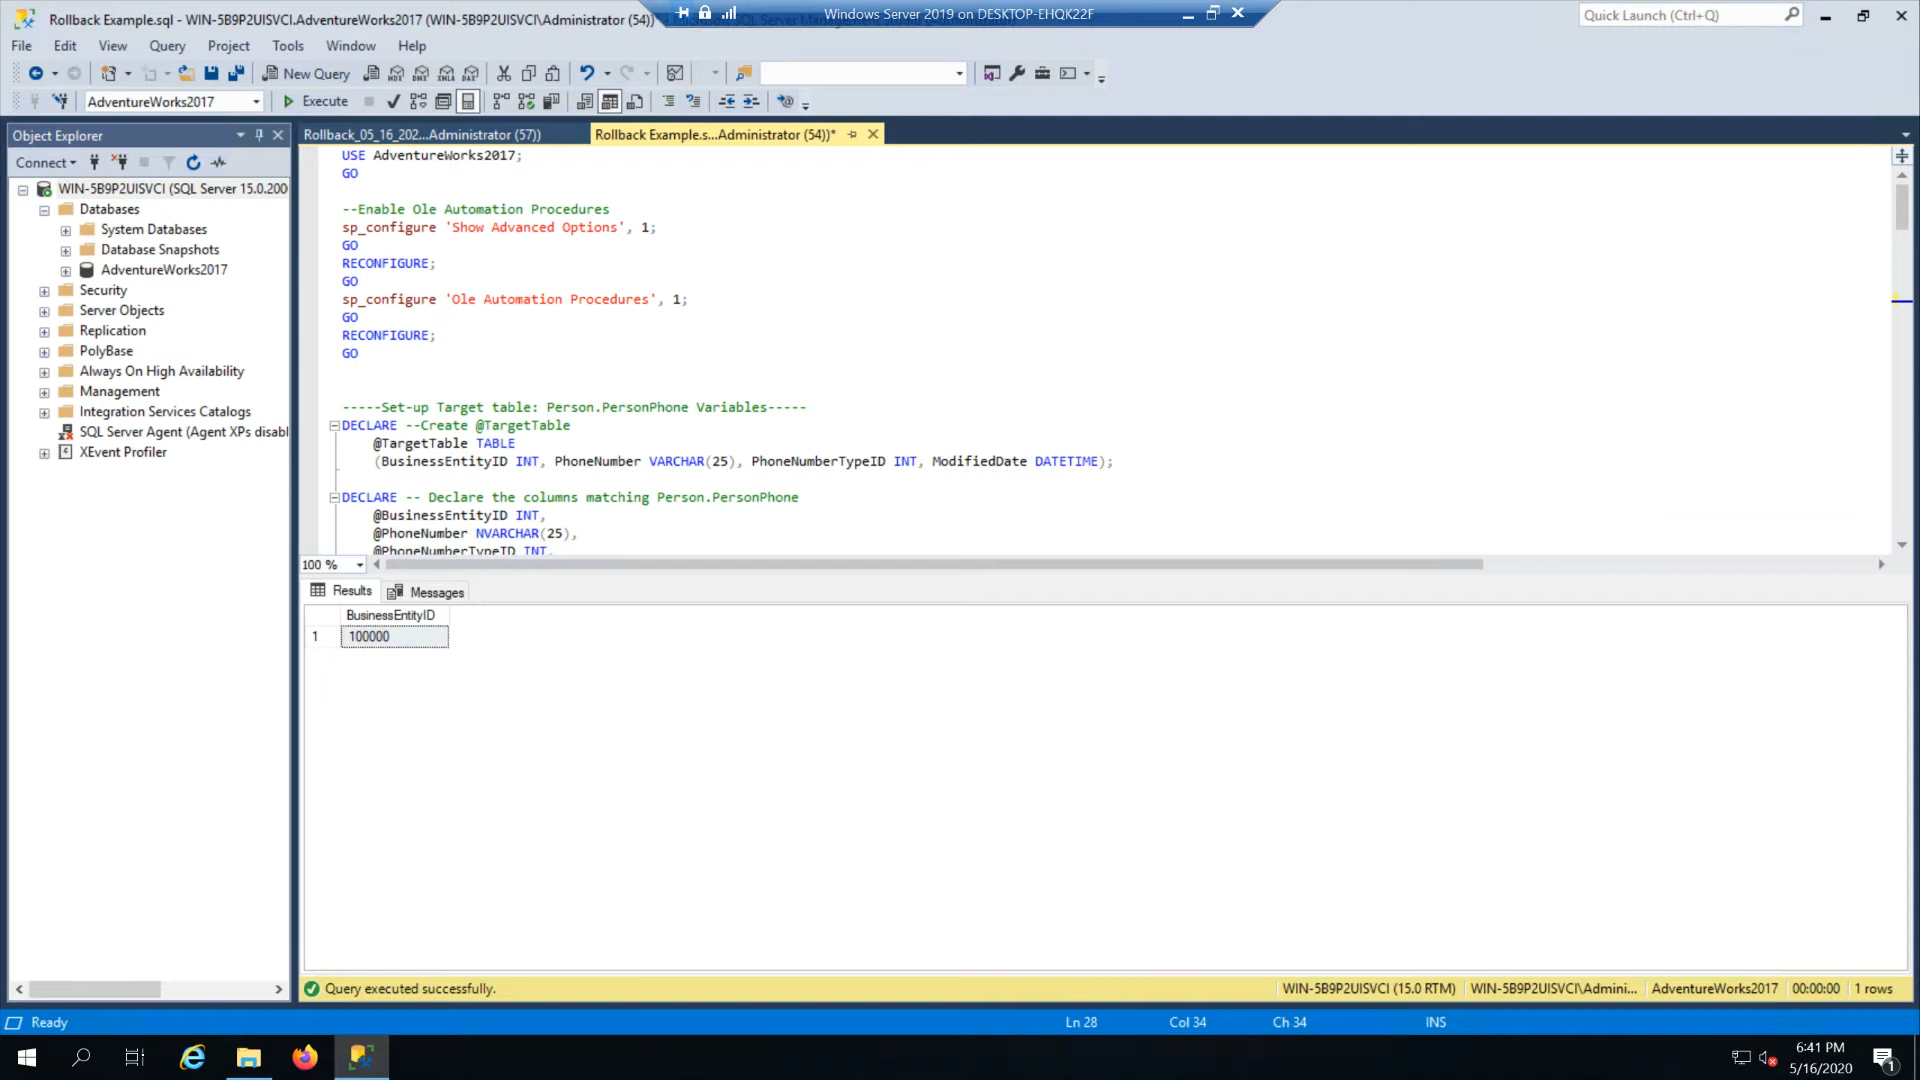 Rollback Example.sql - WIN-5B9P2UISVCI.AdventureWorks2017 (WIN-5B9P2UISVCI\Administrator (54))*
Windows Server 2019 on DESKTOP-EHQK22F
Quick Launch (Ctrl+Q)
File Edit View Query Project Tools Window Help
New Query
MDX DMX XMLA DAX
AdventureWorks2017
Execute
Object Explorer
Rollback_05_16_202...Administrator (57))
Rollback Example.s...Administrator (54))*
Connect
WIN-5B9P2UISVCI (SQL Server 15.0.200
Databases
System Databases
Database Snapshots
AdventureWorks2017
Security
Server Objects
Replication
PolyBase
Always On High Availability
Management
Integration Services Catalogs
SQL Server Agent (Agent XPs disabl
XEvent Profiler
USE AdventureWorks2017;
GO
--Enable Ole Automation Procedures
sp_configure 'Show Advanced Options', 1;
GO
RECONFIGURE;
GO
sp_configure 'Ole Automation Procedures', 1;
GO
RECONFIGURE;
GO
-----Set-up Target table: Person.PersonPhone Variables-----
DECLARE --Create @TargetTable
@TargetTable TABLE
(BusinessEntityID INT, PhoneNumber VARCHAR(25), PhoneNumberTypeID INT, ModifiedDate DATETIME);
DECLARE -- Declare the columns matching Person.PersonPhone
@BusinessEntityID INT,
@PhoneNumber NVARCHAR(25),
@PhoneNumberTypeID INT,
100 %
Results
Messages
BusinessEntityID
1 100000
Query executed successfully.
WIN-5B9P2UISVCI (15.0 RTM)
WIN-5B9P2UISVCI\Admini...
AdventureWorks2017
00:00:00
1 rows
Ready
Ln 28
Col 34
Ch 34
INS
6:41 PM
5/16/2020
1